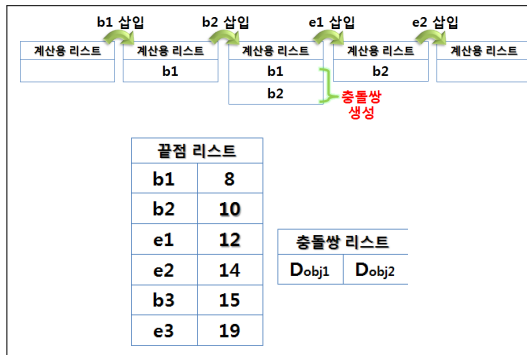 b1 삽입 b2 삽입 e1 삽입 e2 삽입
계산용 리스트 계산용 리스트 계산용 리스트 계산용 리스트 계산용 리스트
b1 b1 b2
b2
충돌쌍
생성
끝점 리스트
b1 8
b2 10
e1 12
e2 14
b3 15
e3 19
충돌쌍 리스트
Dobj1 Dobj2